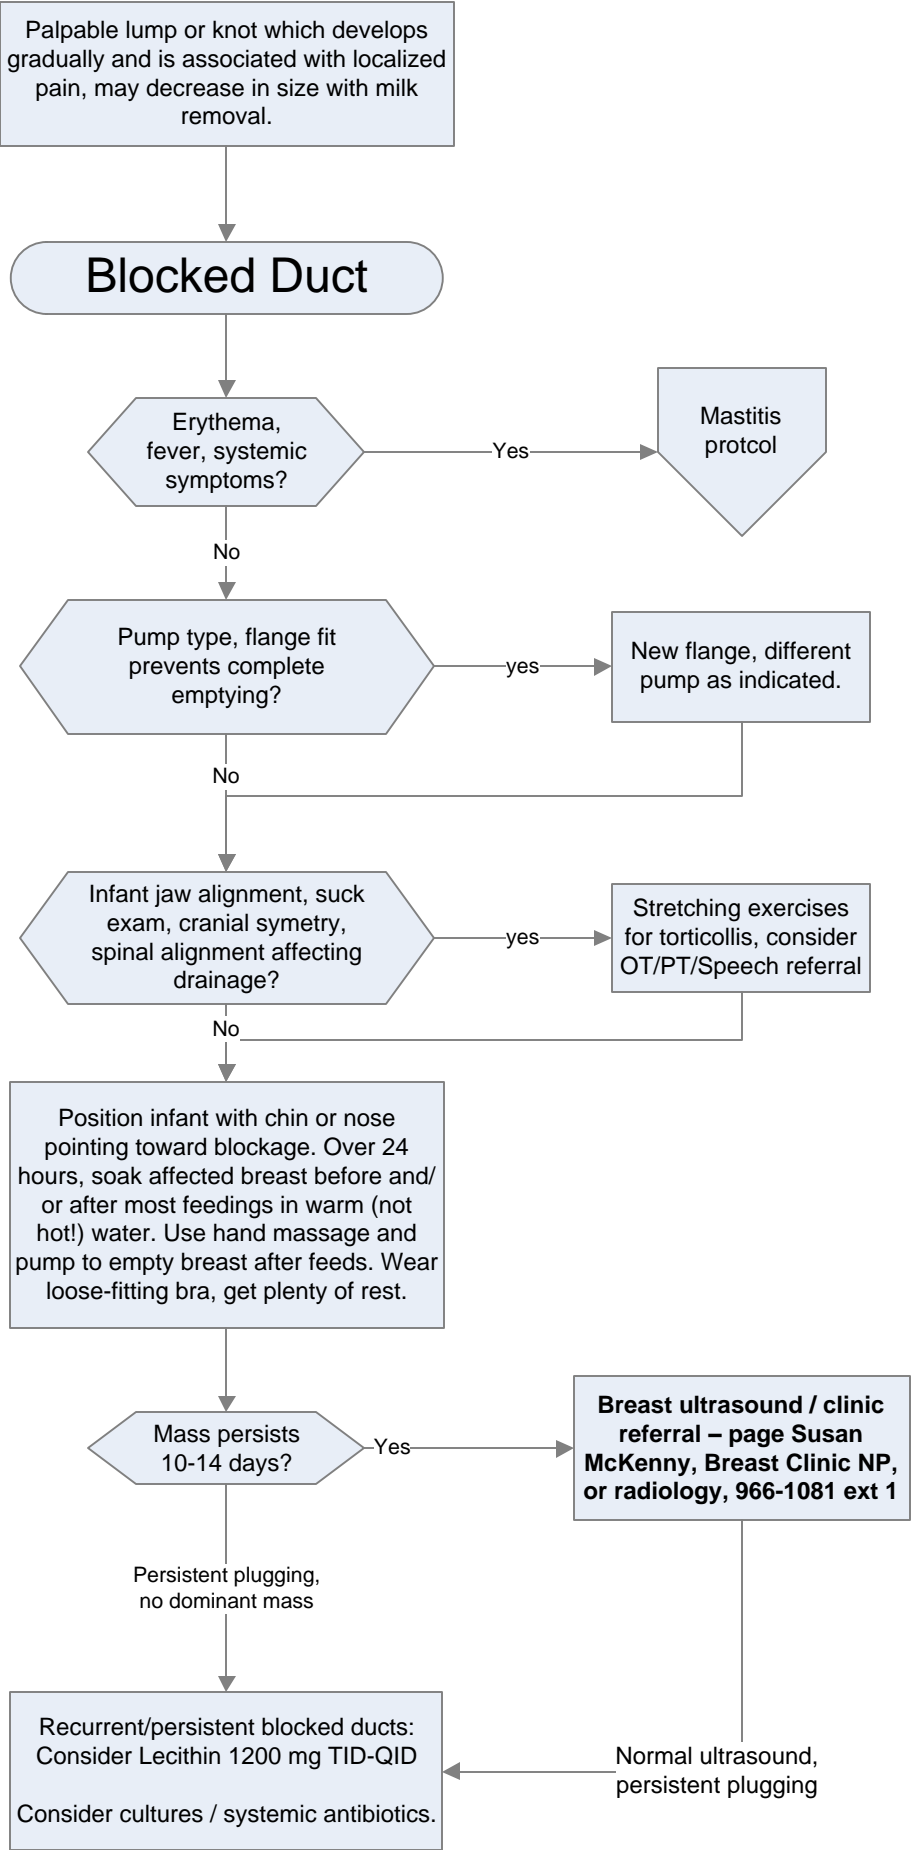 Palpable lump or knot which develops
gradually and is associated with localized
pain, may decrease in size with milk
removal.
Blocked Duct
Erythema,
fever, systemic
symptoms?
Yes
Mastitis
protcol
No
Pump type, flange fit
prevents complete
emptying?
yes
New flange, different
pump as indicated.
No
Infant jaw alignment, suck
exam, cranial symetry,
spinal alignment affecting
drainage?
yes
Stretching exercises
for torticollis, consider
OT/PT/Speech referral
No
Position infant with chin or nose
pointing toward blockage. Over 24
hours, soak affected breast before and/
or after most feedings in warm (not
hot!) water. Use hand massage and
pump to empty breast after feeds. Wear
loose-fitting bra, get plenty of rest.
Mass persists
10-14 days?
Yes
Breast ultrasound / clinic
referral – page Susan
McKenny, Breast Clinic NP,
or radiology, 966-1081 ext 1
Persistent plugging,
no dominant mass
Recurrent/persistent blocked ducts:
Consider Lecithin 1200 mg TID-QID
Consider cultures / systemic antibiotics.
Normal ultrasound,
persistent plugging